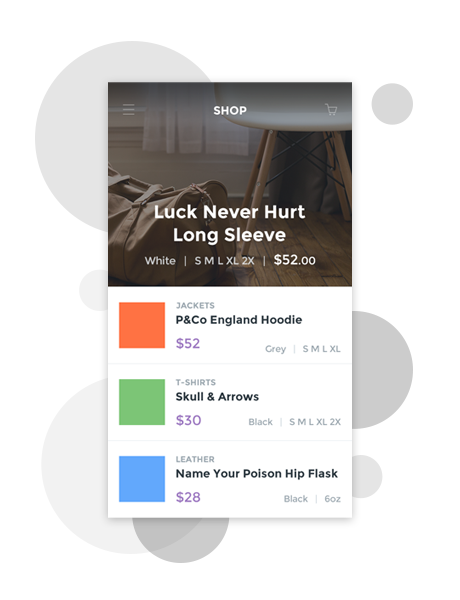 SHOP
Luck Never Hurt
Long Sleeve
White | S M L XL 2X | $52.00
JACKETS
P&Co England Hoodie
$52
Grey | S M L XL
T-SHIRTS
Skull & Arrows
$30
Black | S M L XL 2X
LEATHER
Name Your Poison Hip Flask
$28
Black | 6oz